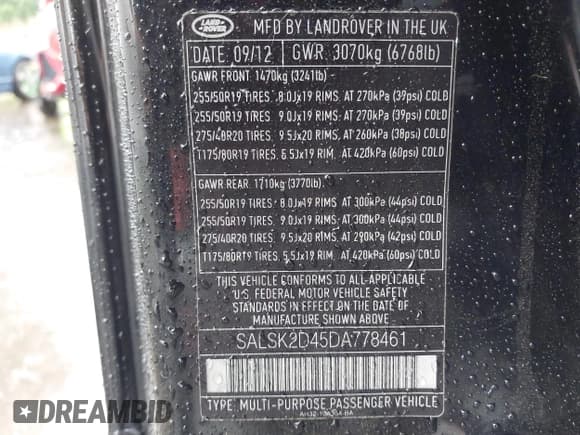 LAND ROVER
MFD BY LANDROVER IN THE UK
DATE 09/12 GWR 3070kg (6768lb)
GAWR FRONT 1470kg (3241lb)
255/50R19 TIRES, 8.0Jx19 RIMS, AT 270kPa (39psi) COLD
255/50R19 TIRES, 9.0Jx19 RIMS, AT 270kPa (39psi) COLD
275/40R20 TIRES, 9.5Jx20 RIMS, AT 260kPa (38psi) COLD
T175/80R19 TIRES, 5.5Jx19 RIM, AT 420kPa (60psi) COLD
GAWR REAR 1710kg (3770lb)
255/50R19 TIRES, 8.0Jx19 RIMS, AT 300kPa (44psi) COLD
255/50R19 TIRES, 9.0Jx19 RIMS, AT 300kPa (44psi) COLD
275/40R20 TIRES, 9.5Jx20 RIMS, AT 290kPa (42psi) COLD
T175/80R19 TIRES, 5.5Jx19 RIM, AT 420kPa (60psi) COLD
THIS VEHICLE CONFORMS TO ALL APPLICABLE
U.S. FEDERAL MOTOR VEHICLE SAFETY
STANDARDS IN EFFECT ON THE DATE OF
MANUFACTURE SHOWN ABOVE
SALSK2D45DA778461
TYPE: MULTI-PURPOSE PASSENGER VEHICLE
DREAMBID